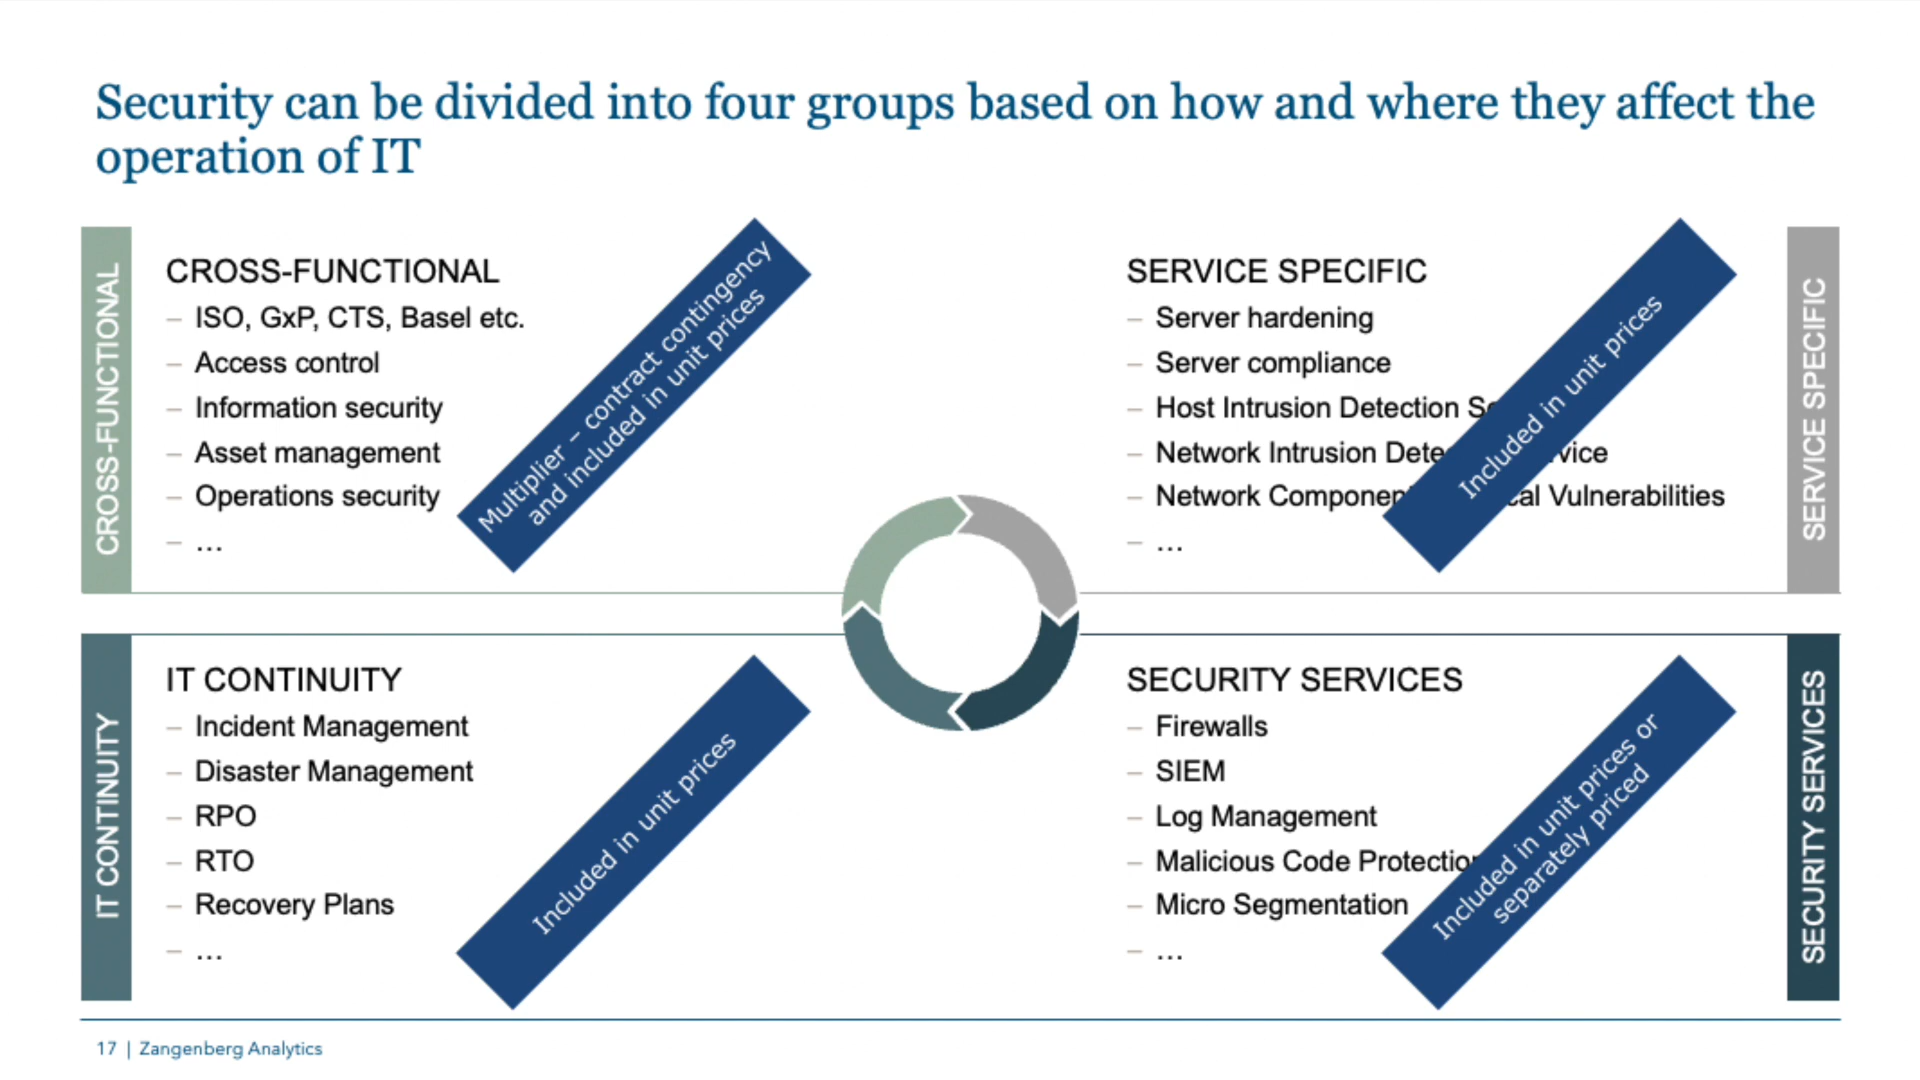 Security can be divided into four groups based on how and where they affect the
operation of IT
CROSS-FUNCTIONAL
CROSS-FUNCTIONAL
– ISO, GxP, CTS, Basel etc.
– Access control
– Information security
– Asset management
– Operations security
– ...
Multiplier – contract contingency
and included in unit prices
SERVICE SPECIFIC
– Server hardening
– Server compliance
– Host Intrusion Detection
– Network Intrusion
– Network Vulnerabilities
– ...
Included in unit prices
SERVICE SPECIFIC
IT CONTINUITY
IT CONTINUITY
– Incident Management
– Disaster Management
– RPO
– RTO
– Recovery Plans
– ...
Included in unit prices
SECURITY SERVICES
– Firewalls
– SIEM
– Log Management
– Malicious Code Protection
– Micro Segmentation
– ...
Included in unit prices or
separately priced
SECURITY SERVICES
17 | Zangenberg Analytics